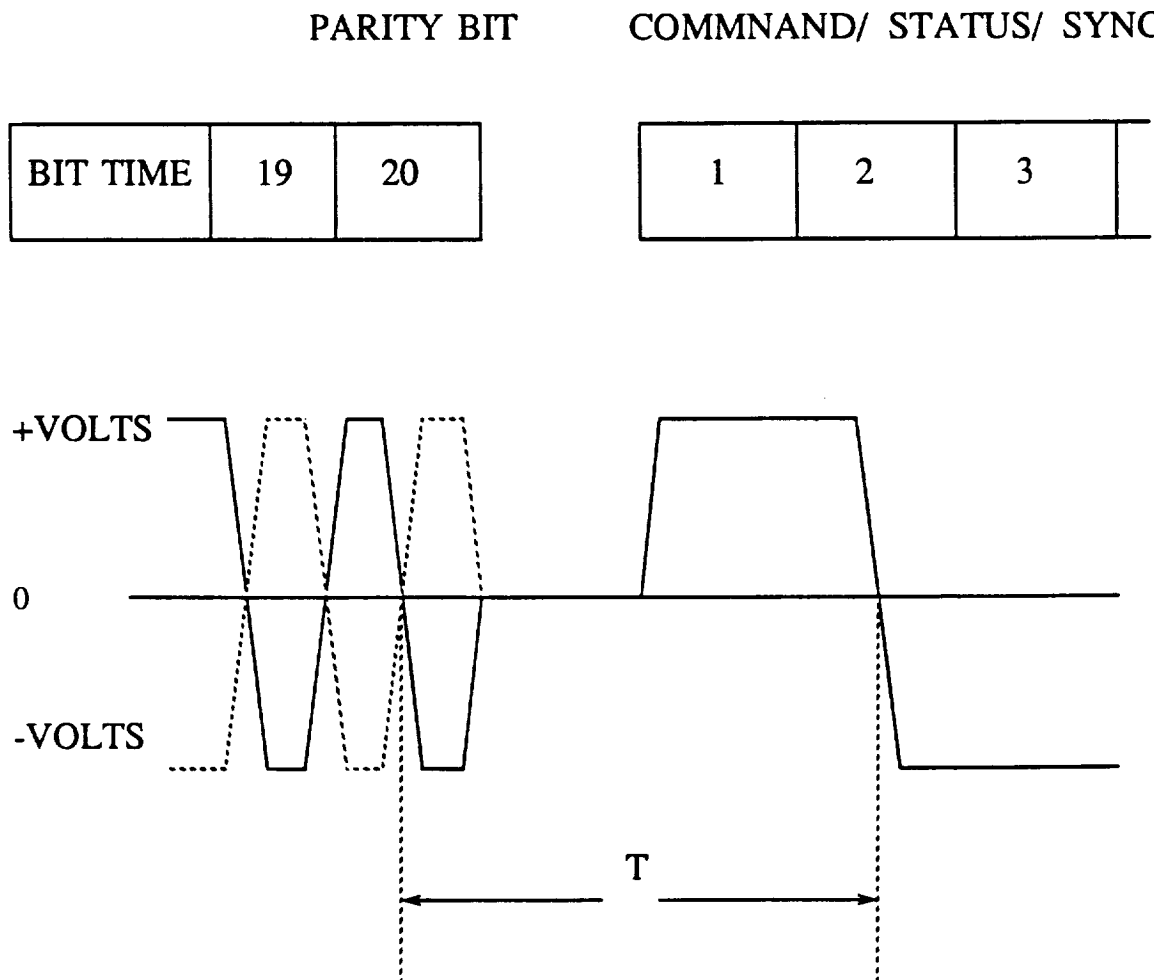 PARITY BIT COMMNAND/ STATUS/ SYNC
BIT TIME 19 20 1 2 3
+VOLTS
0
-VOLTS
T